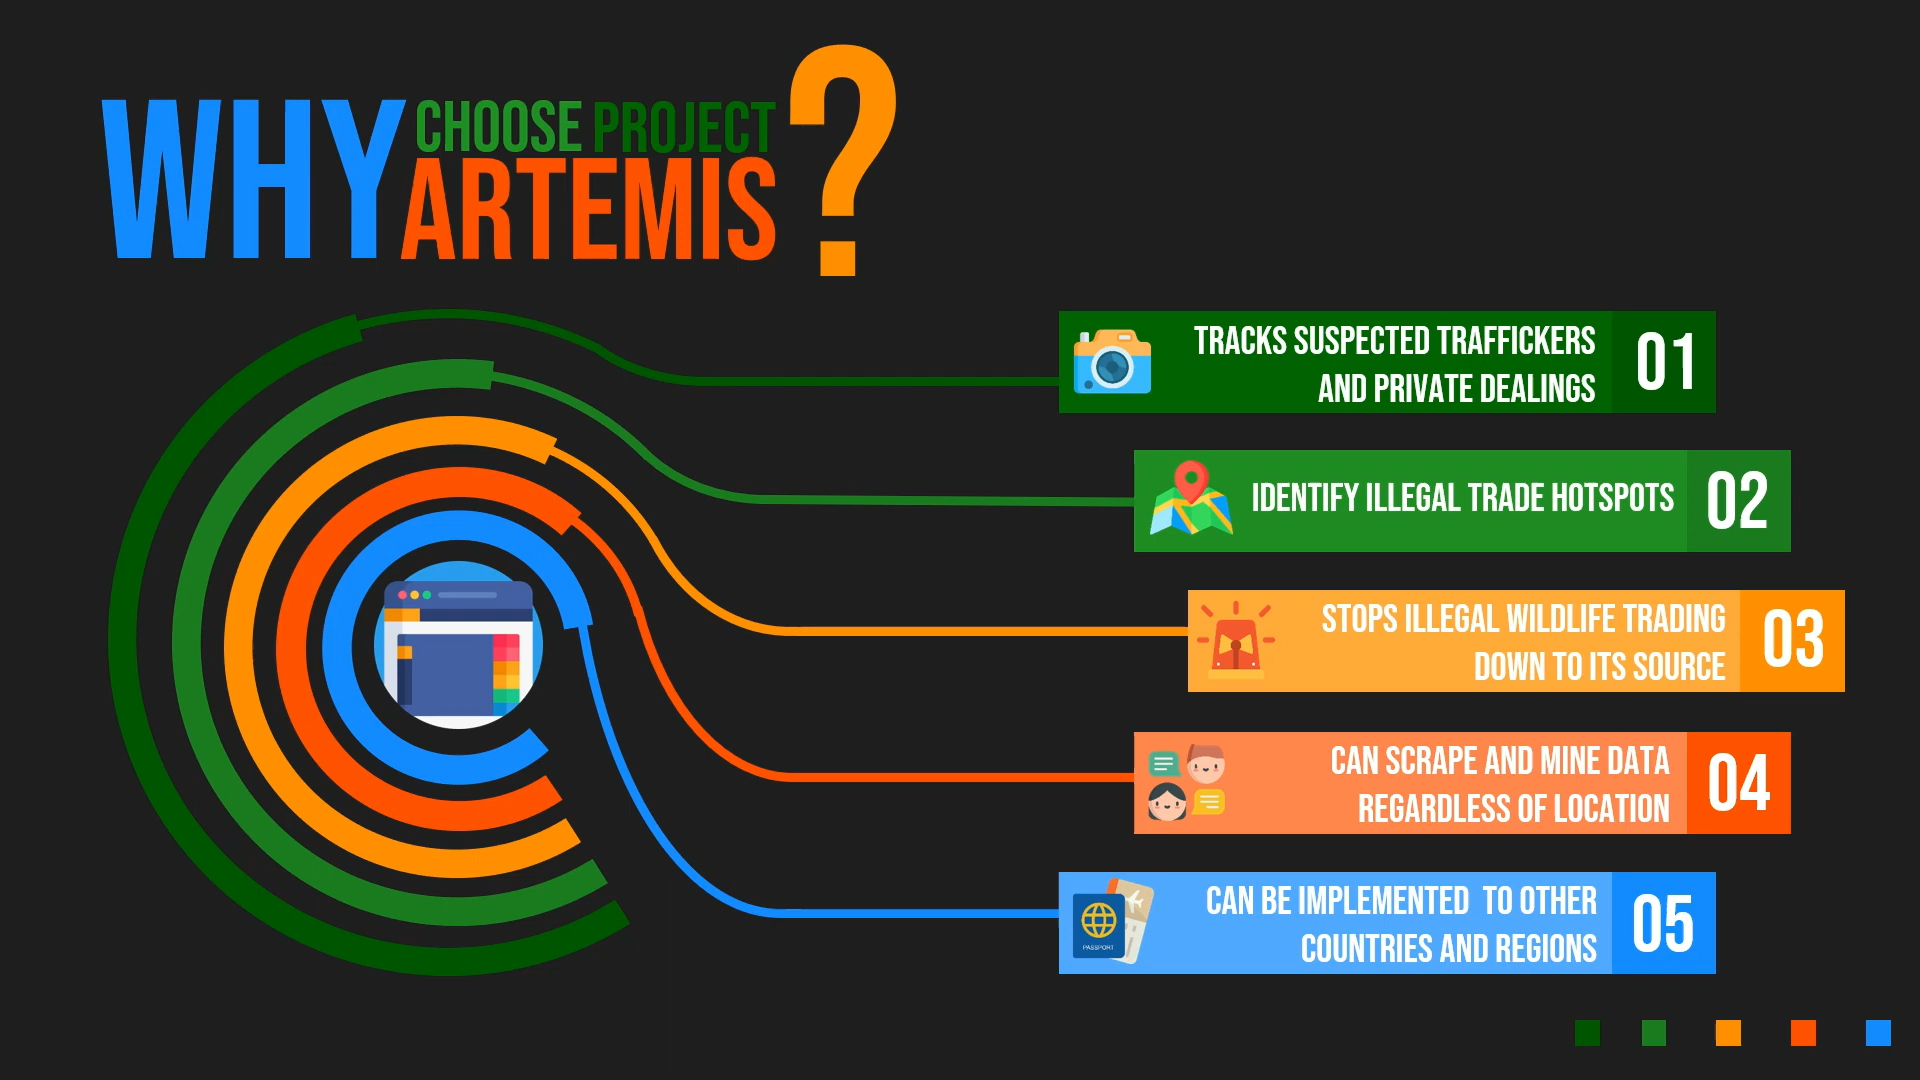 WHY CHOOSE PROJECT
ARTEMIS?
TRACKS SUSPECTED TRAFFICKERS
AND PRIVATE DEALINGS
01
IDENTIFY ILLEGAL TRADE HOTSPOTS
02
STOPS ILLEGAL WILDLIFE TRADING
DOWN TO ITS SOURCE
03
CAN SCRAPE AND MINE DATA
REGARDLESS OF LOCATION
04
PASSPORT
CAN BE IMPLEMENTED  TO OTHER
COUNTRIES AND REGIONS
05